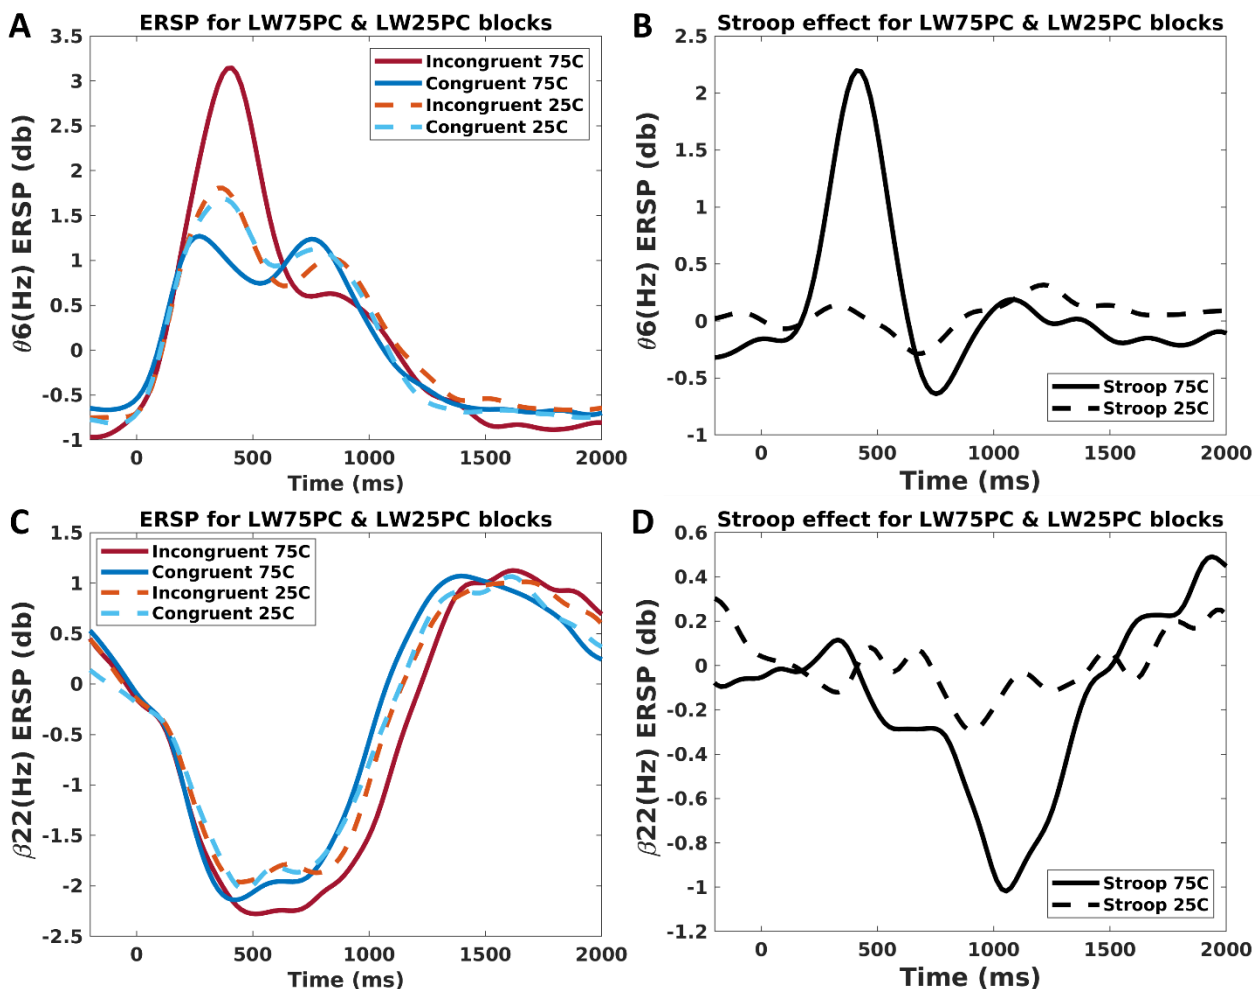 A
ERSP for LW75PC & LW25PC blocks
3.5
3
2.5
2
1.5
1
0.5
0
-0.5
-1
θ6(Hz) ERSP (db)
Incongruent 75C
Congruent 75C
Incongruent 25C
Congruent 25C
0 500 1000 1500 2000
Time (ms)
B
Stroop effect for LW75PC & LW25PC blocks
2.5
2
1.5
1
0.5
0
-0.5
-1
θ6(Hz) ERSP (db)
Stroop 75C
Stroop 25C
0 500 1000 1500 2000
Time (ms)
C
ERSP for LW75PC & LW25PC blocks
1.5
1
0.5
0
-0.5
-1
-1.5
-2
-2.5
β22(Hz) ERSP (db)
Incongruent 75C
Congruent 75C
Incongruent 25C
Congruent 25C
0 500 1000 1500 2000
Time (ms)
D
Stroop effect for LW75PC & LW25PC blocks
0.6
0.4
0.2
0
-0.2
-0.4
-0.6
-0.8
-1
-1.2
β22(Hz) ERSP (db)
Stroop 75C
Stroop 25C
0 500 1000 1500 2000
Time (ms)